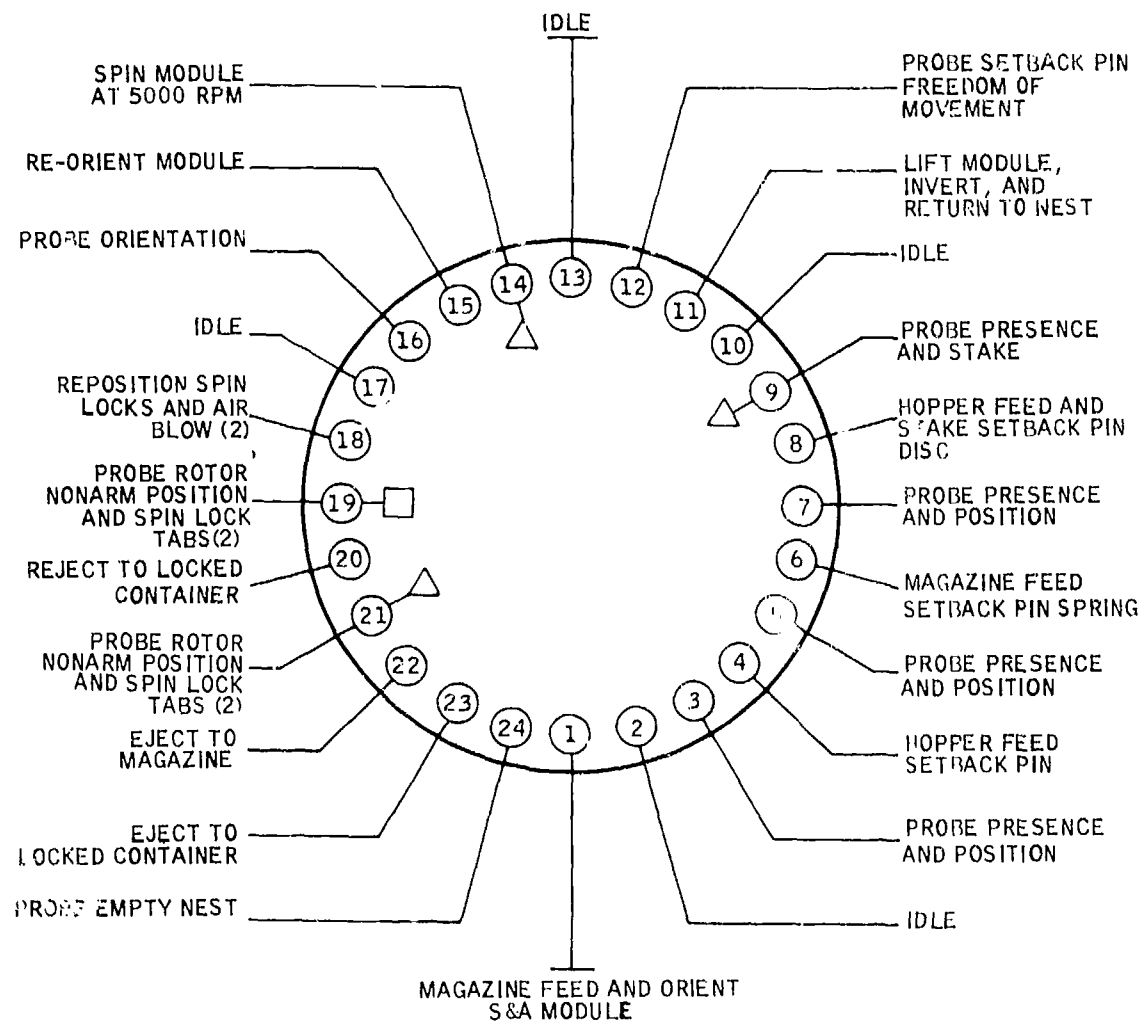 IDLE
SPIN MODULE
AT 5000 RPM
PROBE SETBACK PIN
FREEDOM OF
MOVEMENT
RE-ORIENT MODULE
LIFT MODULE,
INVERT, AND
RETURN TO NEST
PROBE ORIENTATION
IDLE
IDLE
PROBE PRESENCE
AND STAKE
REPOSITION SPIN
LOCKS AND AIR
BLOW (2)
HOPPER FEED AND
STAKE SETBACK PIN
DISC
PROBE ROTOR
NONARM POSITION
AND SPIN LOCK
TABS(2)
PROBE PRESENCE
AND POSITION
REJECT TO LOCKED
CONTAINER
MAGAZINE FEED
SETBACK PIN SPRING
PROBE ROTOR
NONARM POSITION
AND SPIN LOCK
TABS (2)
PROBE PRESENCE
AND POSITION
EJECT TO
MAGAZINE
HOPPER FEED
SETBACK PIN
EJECT TO
LOCKED CONTAINER
PROBE PRESENCE
AND POSITION
PROBE EMPTY NEST
IDLE
MAGAZINE FEED AND ORIENT
S&A MODULE
1
2
3
4
6
7
8
9
10
11
12
13
14
15
16
17
18
19
20
21
22
23
24